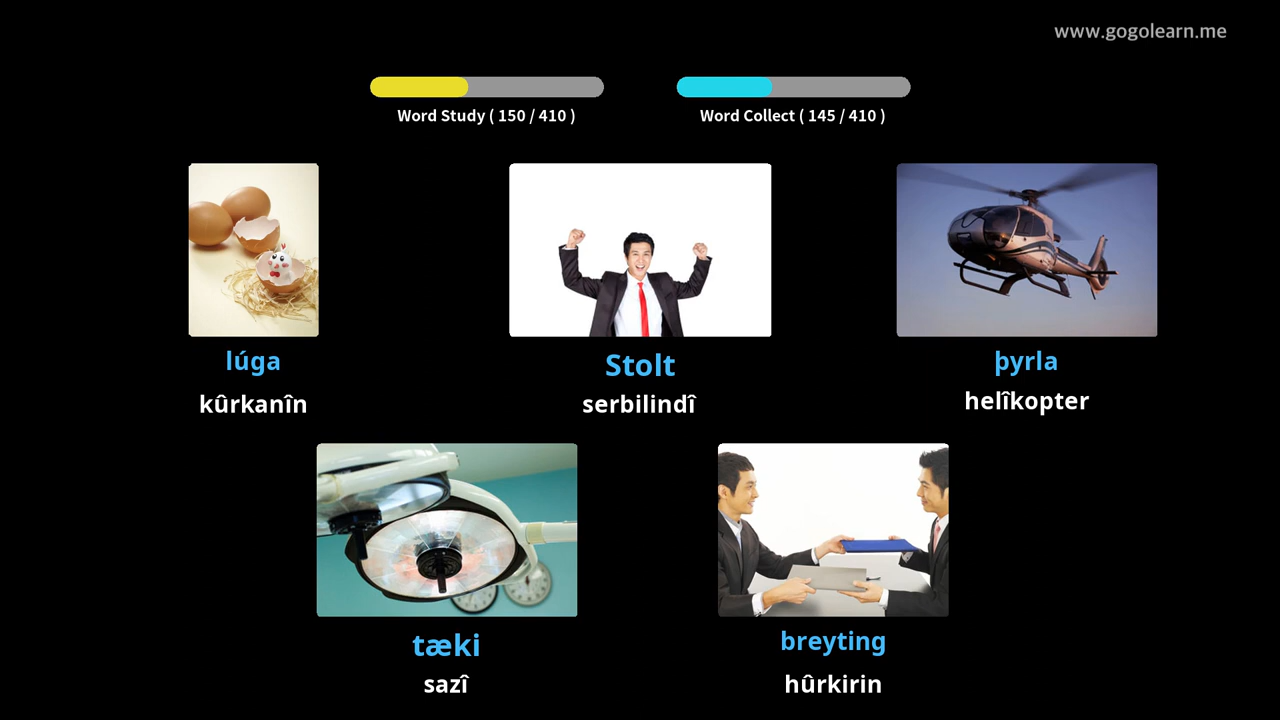 www.gogolearn.me
Word Study ( 150 / 410 )
Word Collect ( 145 / 410 )
lúga
kûrkanîn
Stolt
serbilindî
þyrla
helîkopter
tæki
sazî
breyting
hûrkirin